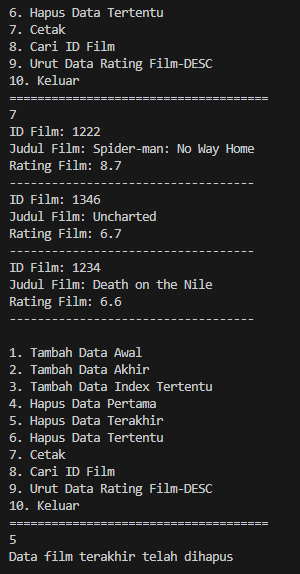 6. Hapus Data Tertentu
7. Cetak
8. Cari ID Film
9. Urut Data Rating Film-DESC
10. Keluar
=====================================
7
ID Film: 1222
Judul Film: Spider-man: No Way Home
Rating Film: 8.7
-----------------------------------
ID Film: 1346
Judul Film: Uncharted
Rating Film: 6.7
-----------------------------------
ID Film: 1234
Judul Film: Death on the Nile
Rating Film: 6.6
-----------------------------------
1. Tambah Data Awal
2. Tambah Data Akhir
3. Tambah Data Index Tertentu
4. Hapus Data Pertama
5. Hapus Data Terakhir
6. Hapus Data Tertentu
7. Cetak
8. Cari ID Film
9. Urut Data Rating Film-DESC
10. Keluar
=====================================
5
Data film terakhir telah dihapus